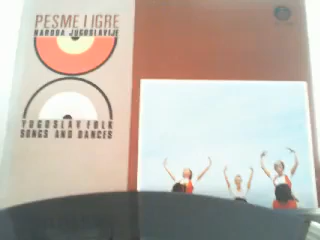 PESME I IGRE
NARODA JUGOSLAVIJE
YUGOSLAV FOLK
SONGS AND DANCES